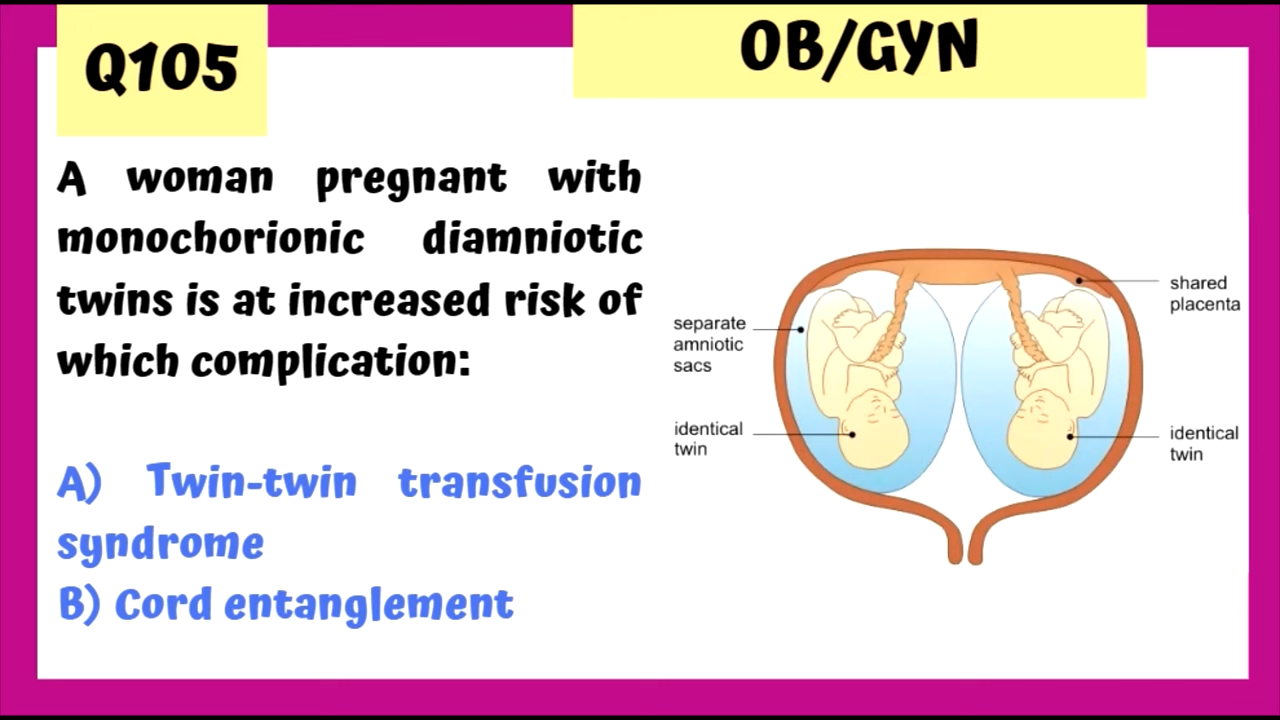 Q105
OB/GYN
A woman pregnant with
monochorionic diamniotic
twins is at increased risk of
which complication:
A) Twin-twin transfusion
syndrome
B) Cord entanglement
separate
amniotic
sacs
identical
twin
shared
placenta
identical
twin